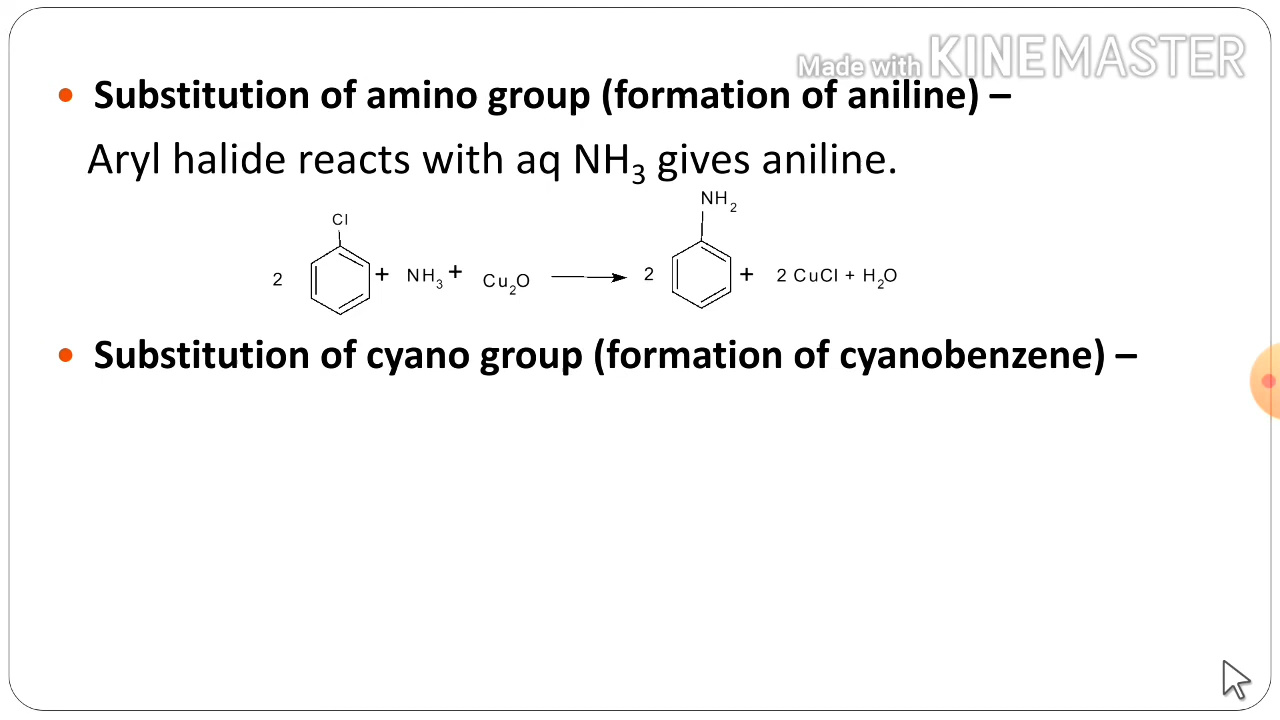 Made with KINEMASTER
• Substitution of amino group (formation of aniline) –
Aryl halide reacts with aq NH₃ gives aniline.
Cl
NH₂
2 + NH₃ + Cu₂O 2 + 2 CuCl + H₂O
• Substitution of cyano group (formation of cyanobenzene) –